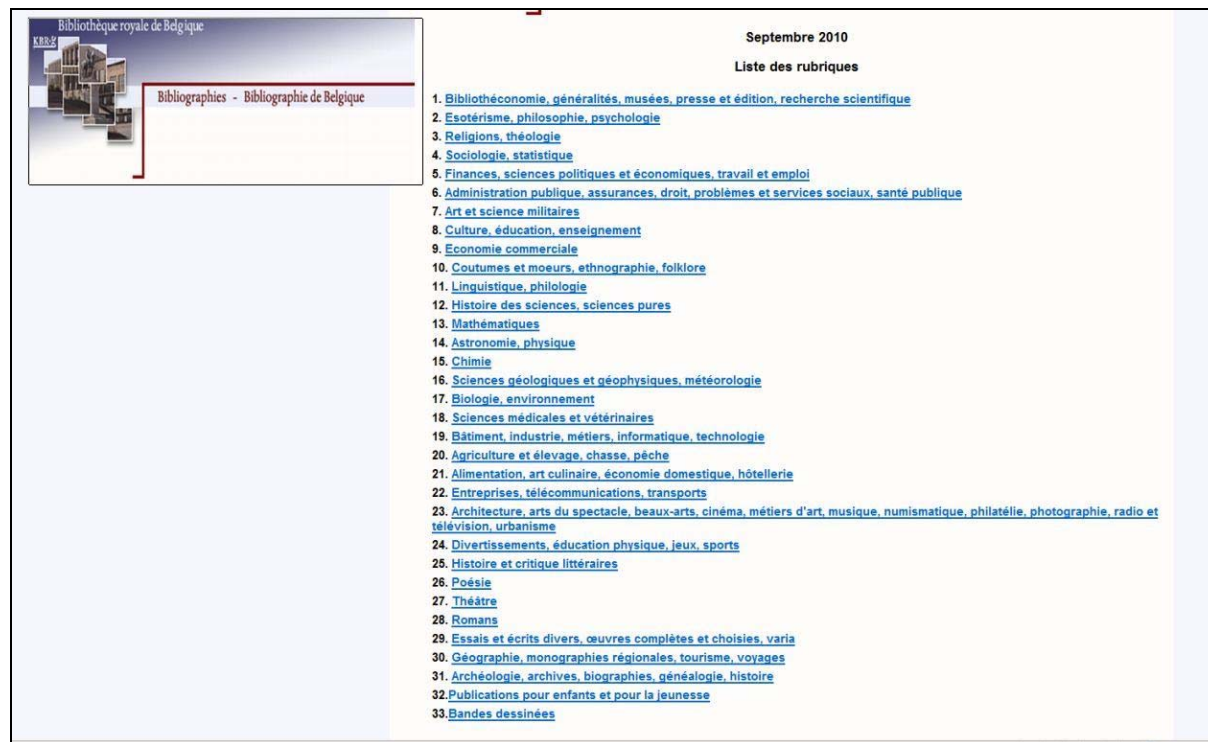 Bibliothèque royale de Belgique
KBR
Bibliographies - Bibliographie de Belgique
Septembre 2010
Liste des rubriques
1. Bibliothéconomie, généralités, musées, presse et édition, recherche scientifique
2. Esotérisme, philosophie, psychologie
3. Religions, théologie
4. Sociologie, statistique
5. Finances, sciences politiques et économiques, travail et emploi
6. Administration publique, assurances, droit, problèmes et services sociaux, santé publique
7. Art et science militaires
8. Culture, éducation, enseignement
9. Economie commerciale
10. Coutumes et moeurs, ethnographie, folklore
11. Linguistique, philologie
12. Histoire des sciences, sciences pures
13. Mathématiques
14. Astronomie, physique
15. Chimie
16. Sciences géologiques et géophysiques, météorologie
17. Biologie, environnement
18. Sciences médicales et vétérinaires
19. Bâtiment, industrie, métiers, informatique, technologie
20. Agriculture et élevage, chasse, pêche
21. Alimentation, art culinaire, économie domestique, hôtellerie
22. Entreprises, télécommunications, transports
23. Architecture, arts du spectacle, beaux-arts, cinéma, métiers d'art, musique, numismatique, philatélie, photographie, radio et
télévision, urbanisme
24. Divertissements, éducation physique, jeux, sports
25. Histoire et critique littéraires
26. Poésie
27. Théâtre
28. Romans
29. Essais et écrits divers, œuvres complètes et choisies, varia
30. Géographie, monographies régionales, tourisme, voyages
31. Archéologie, archives, biographies, généalogie, histoire
32.Publications pour enfants et pour la jeunesse
33.Bandes dessinées